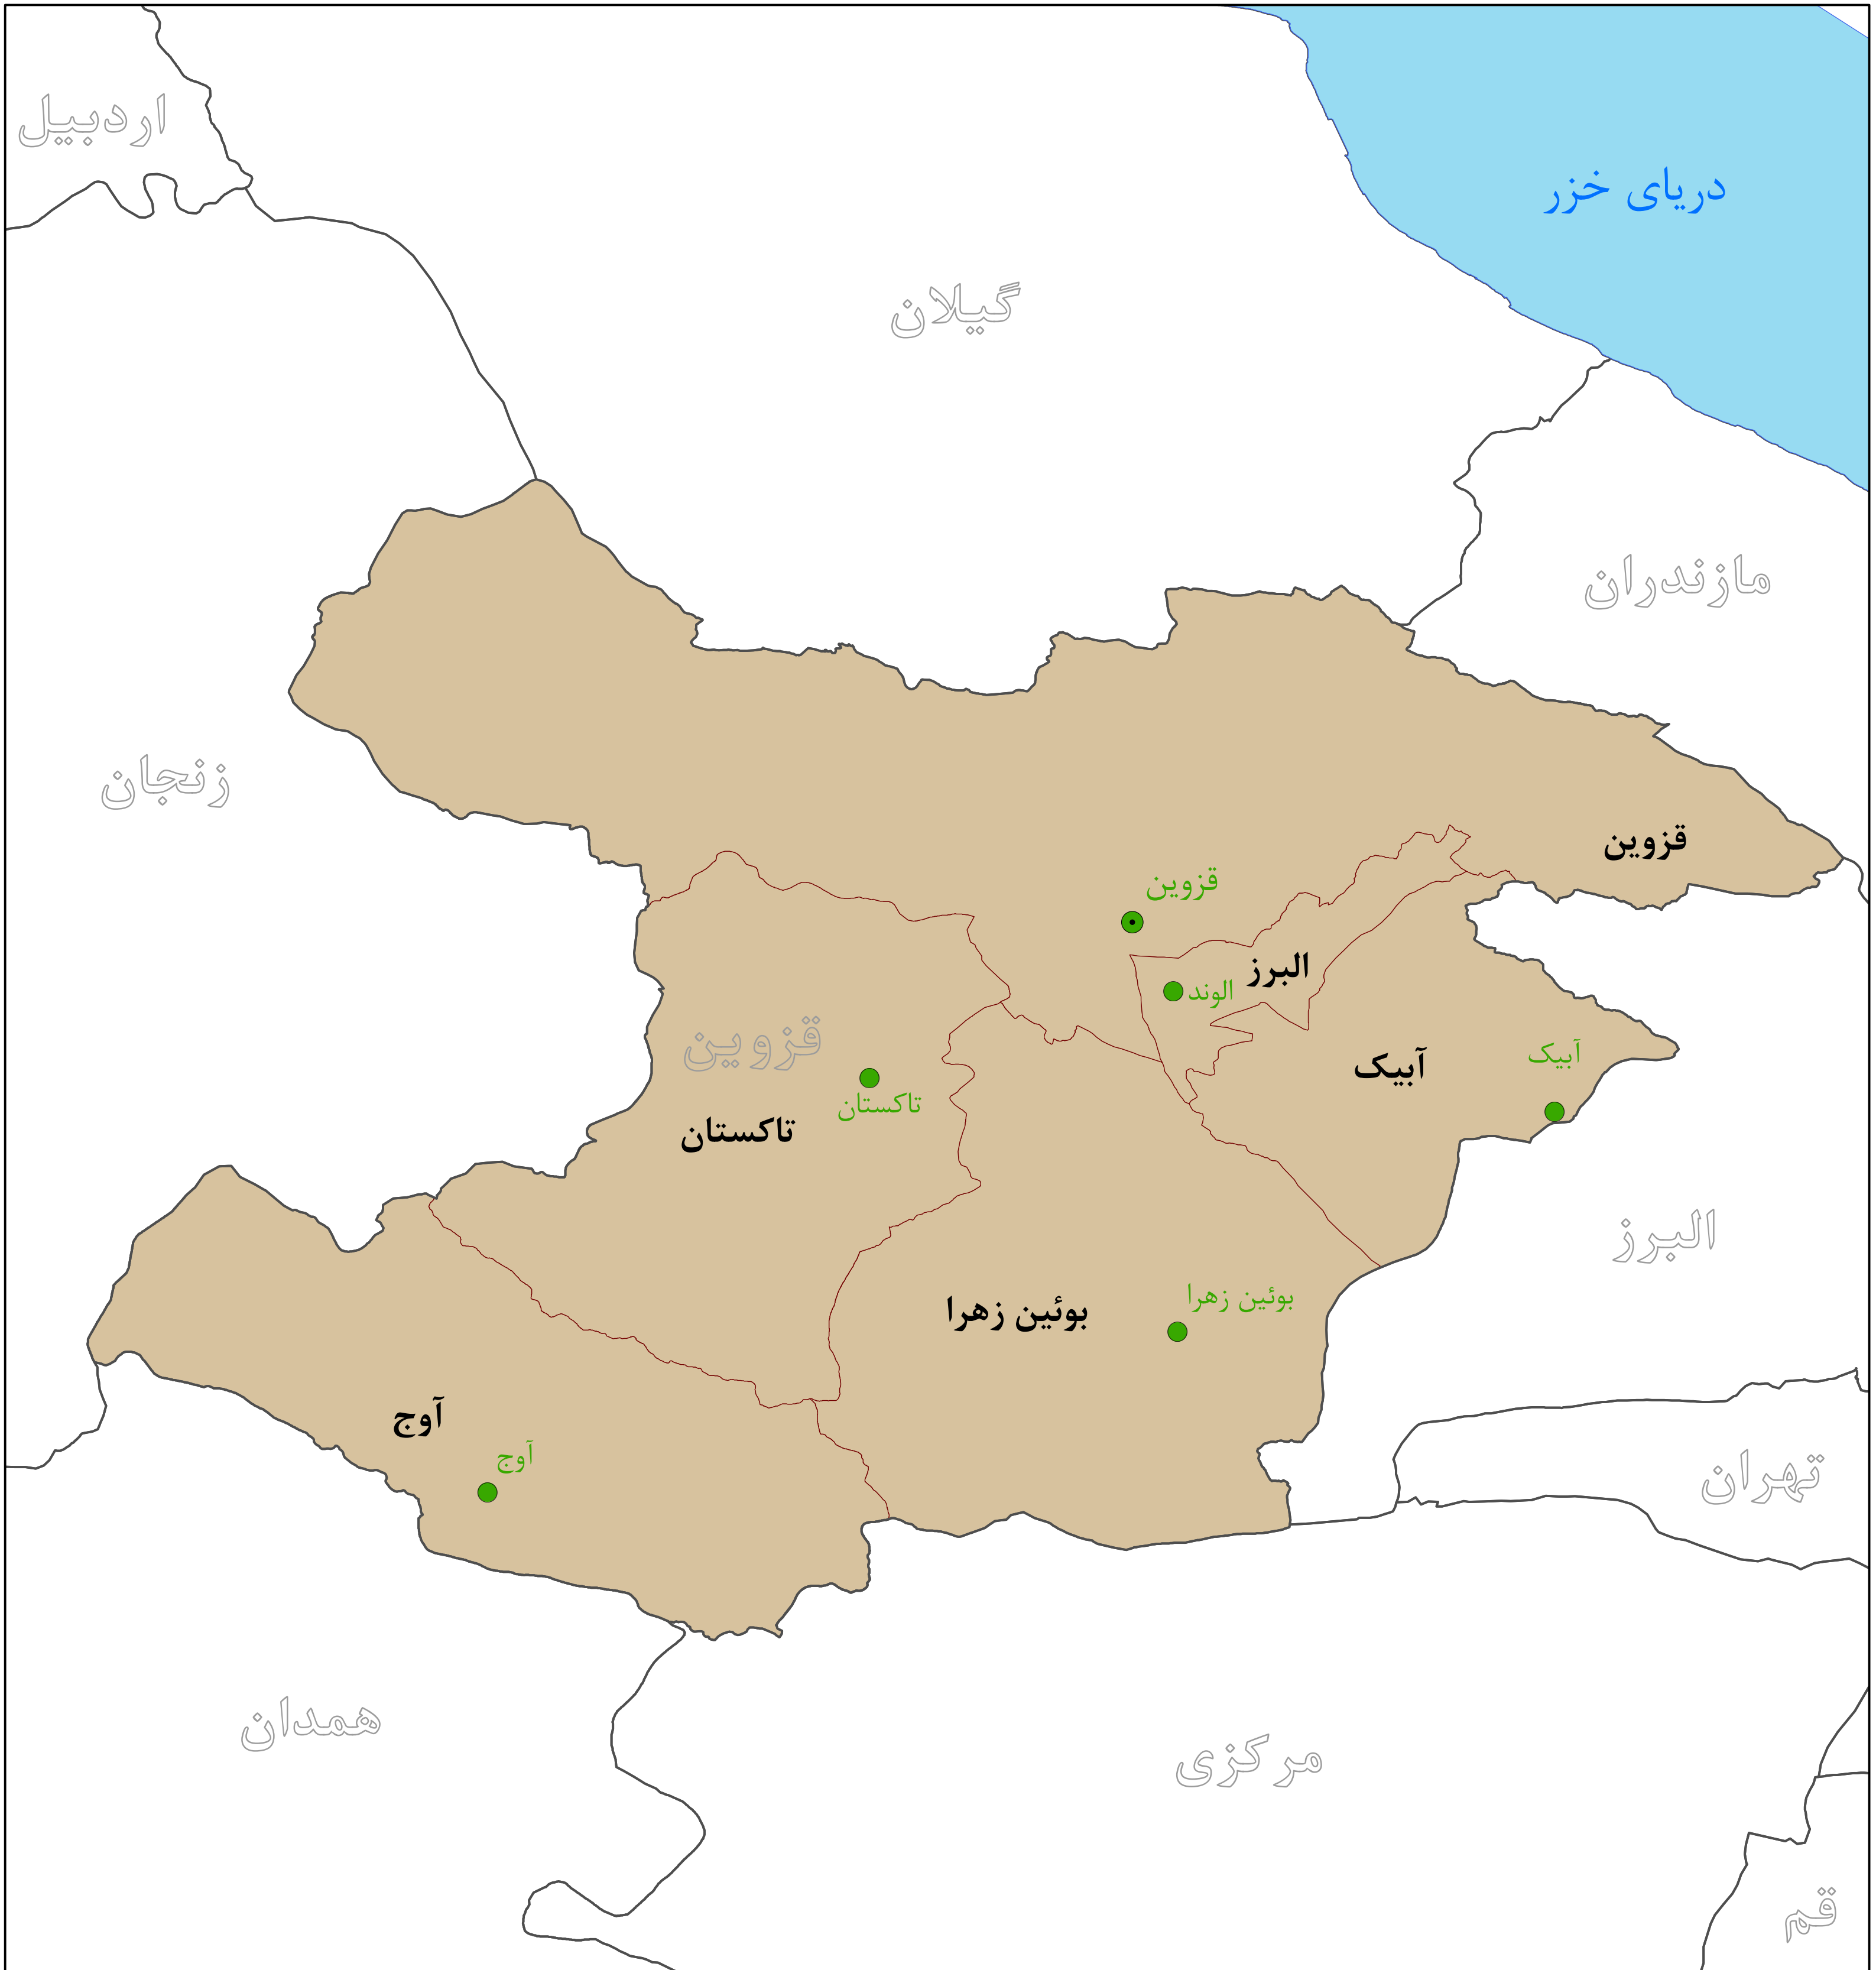 اردبیل
دریای خزر
گیلان
مازندران
زنجان
قزوین
قزوین
البرز
الوند
قزوین
آبیک
آبیک
تاکستان
تاکستان
البرز
بوئین زهرا
بوئین زهرا
آوج
آوج
تهران
همدان
مرکزی
قم